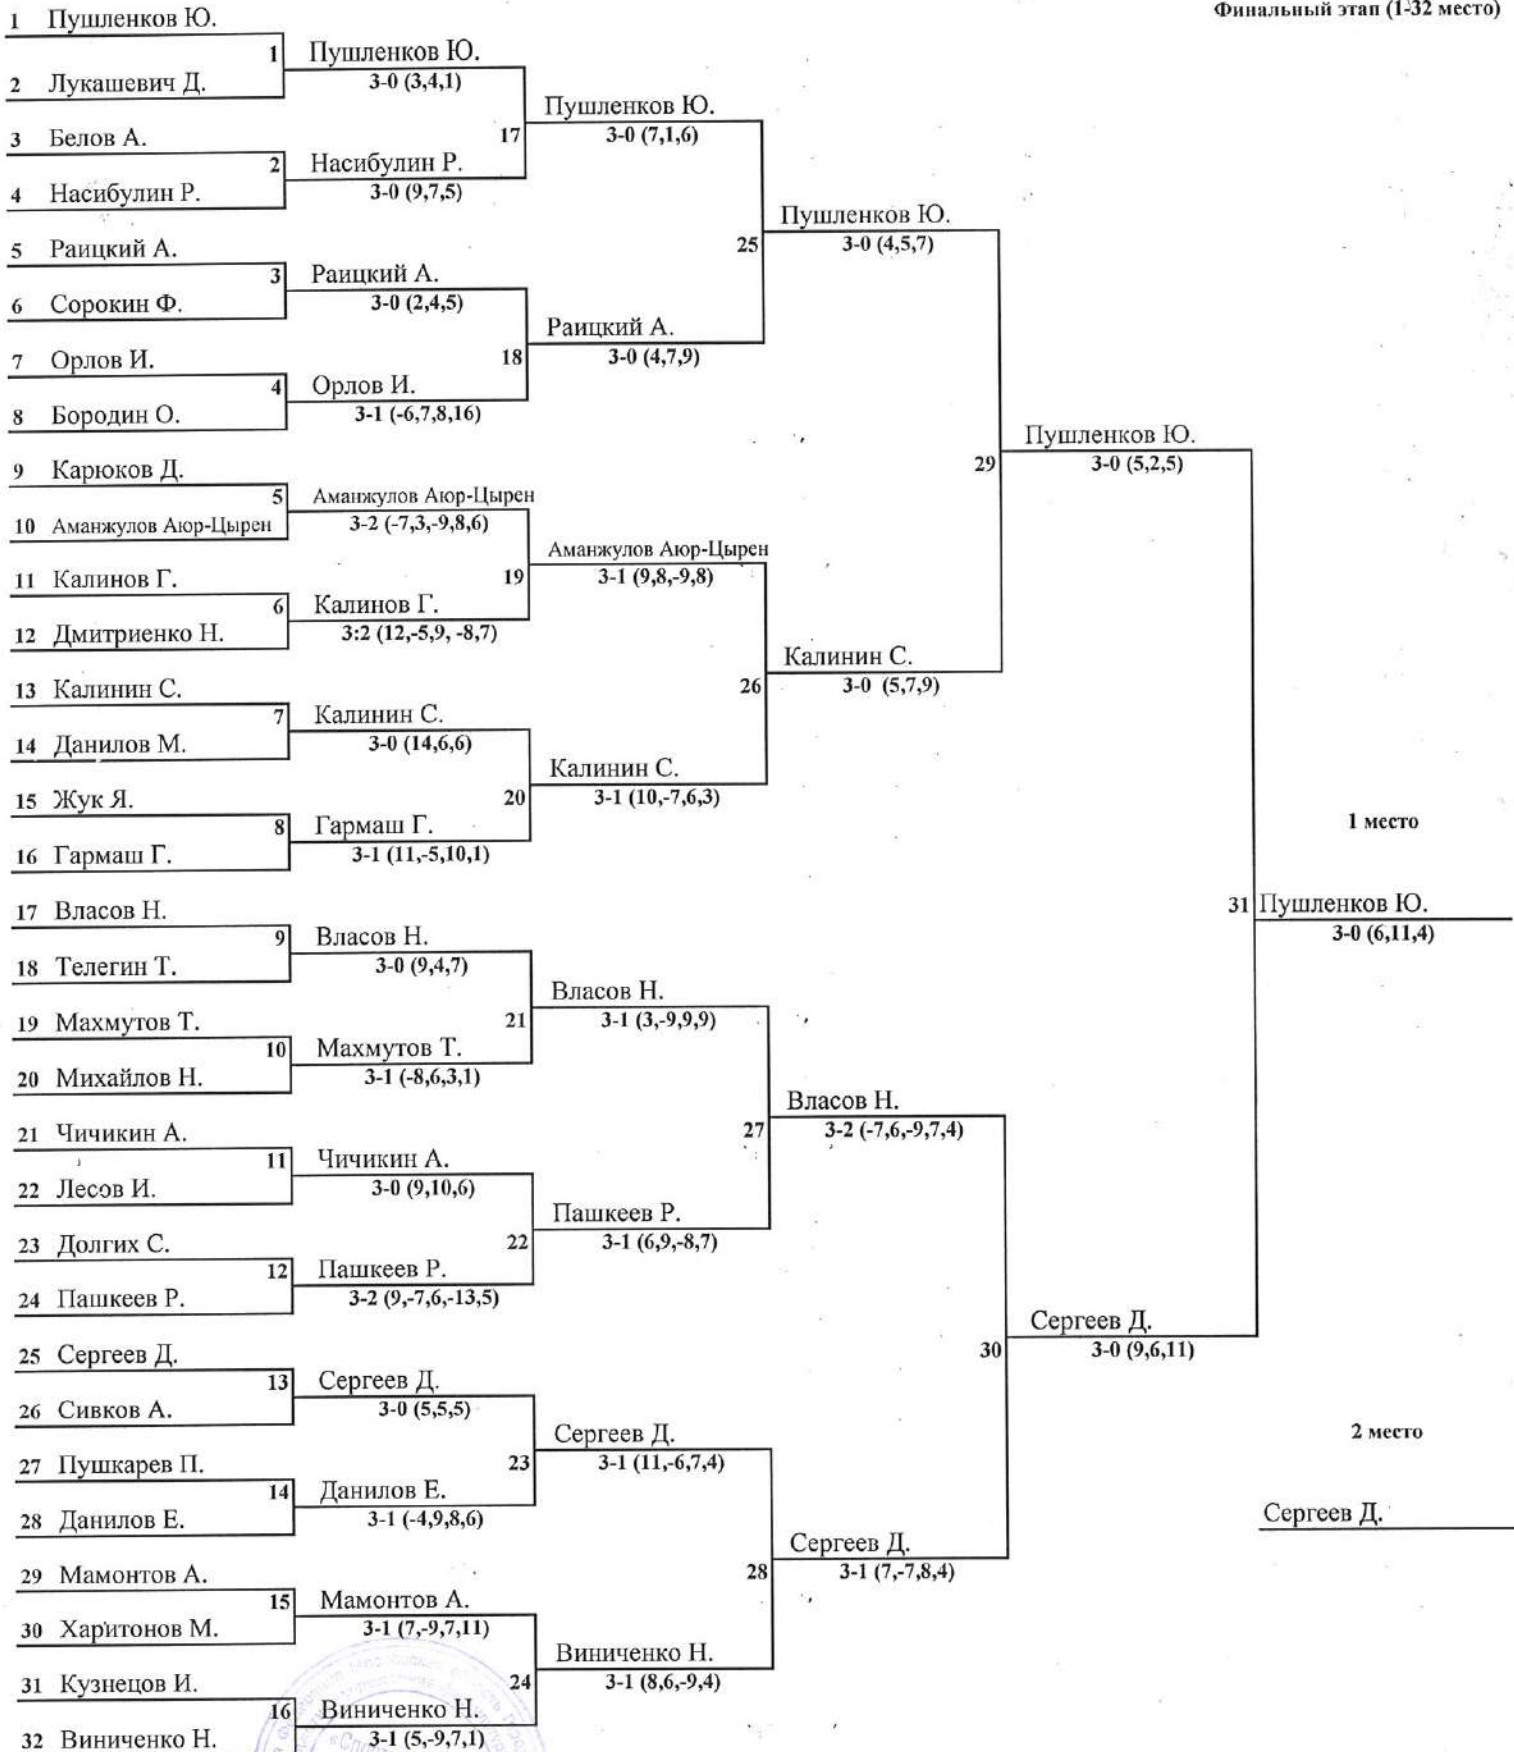 Финальный этап (1-32 место)
1 Пушленков Ю.
1 Пушленков Ю.
3-0 (3,4,1)
2 Лукашевич Д.
Пушленков Ю.
17 3-0 (7,1,6)
3 Белов А.
2 Насибулин Р.
3-0 (9,7,5)
4 Насибулин Р.
Пушленков Ю.
25 3-0 (4,5,7)
5 Раицкий А.
3 Раицкий А.
3-0 (2,4,5)
6 Сорокин Ф.
Раицкий А.
18 3-0 (4,7,9)
7 Орлов И.
4 Орлов И.
3-1 (-6,7,8,16)
8 Бородин О.
Пушленков Ю.
29 3-0 (5,2,5)
9 Карюков Д.
5 Аманжулов Аюр-Цырен
3-2 (-7,3,-9,8,6)
10 Аманжулов Аюр-Цырен
Аманжулов Аюр-Цырен
19 3-1 (9,8,-9,8)
11 Калинов Г.
6 Калинов Г.
3:2 (12,-5,9, -8,7)
12 Дмитриенко Н.
Калинин С.
26 3-0 (5,7,9)
13 Калинин С.
7 Калинин С.
3-0 (14,6,6)
14 Данилов М.
Калинин С.
20 3-1 (10,-7,6,3)
15 Жук Я.
8 Гармаш Г.
3-1 (11,-5,10,1)
16 Гармаш Г.
1 место
31 Пушленков Ю.
3-0 (6,11,4)
17 Власов Н.
9 Власов Н.
3-0 (9,4,7)
18 Телегин Т.
Власов Н.
21 3-1 (3,-9,9,9)
19 Махмутов Т.
10 Махмутов Т.
3-1 (-8,6,3,1)
20 Михайлов Н.
Власов Н.
27 3-2 (-7,6,-9,7,4)
21 Чичикин А.
11 Чичикин А.
3-0 (9,10,6)
22 Лесов И.
Пашкеев Р.
22 3-1 (6,9,-8,7)
23 Долгих С.
12 Пашкеев Р.
3-2 (9,-7,6,-13,5)
24 Пашкеев Р.
Сергеев Д.
30 3-0 (9,6,11)
25 Сергеев Д.
13 Сергеев Д.
3-0 (5,5,5)
26 Сивков А.
Сергеев Д.
23 3-1 (11,-6,7,4)
2 место
27 Пушкарев П.
14 Данилов Е.
3-1 (-4,9,8,6)
28 Данилов Е.
Сергеев Д.
Сергеев Д.
28 3-1 (7,-7,8,4)
29 Мамонтов А.
15 Мамонтов А.
3-1 (7,-9,7,11)
30 Харитонов М.
Виниченко Н.
24 3-1 (8,6,-9,4)
31 Кузнецов И.
16 Виниченко Н.
3-1 (5,-9,7,1)
32 Виниченко Н.